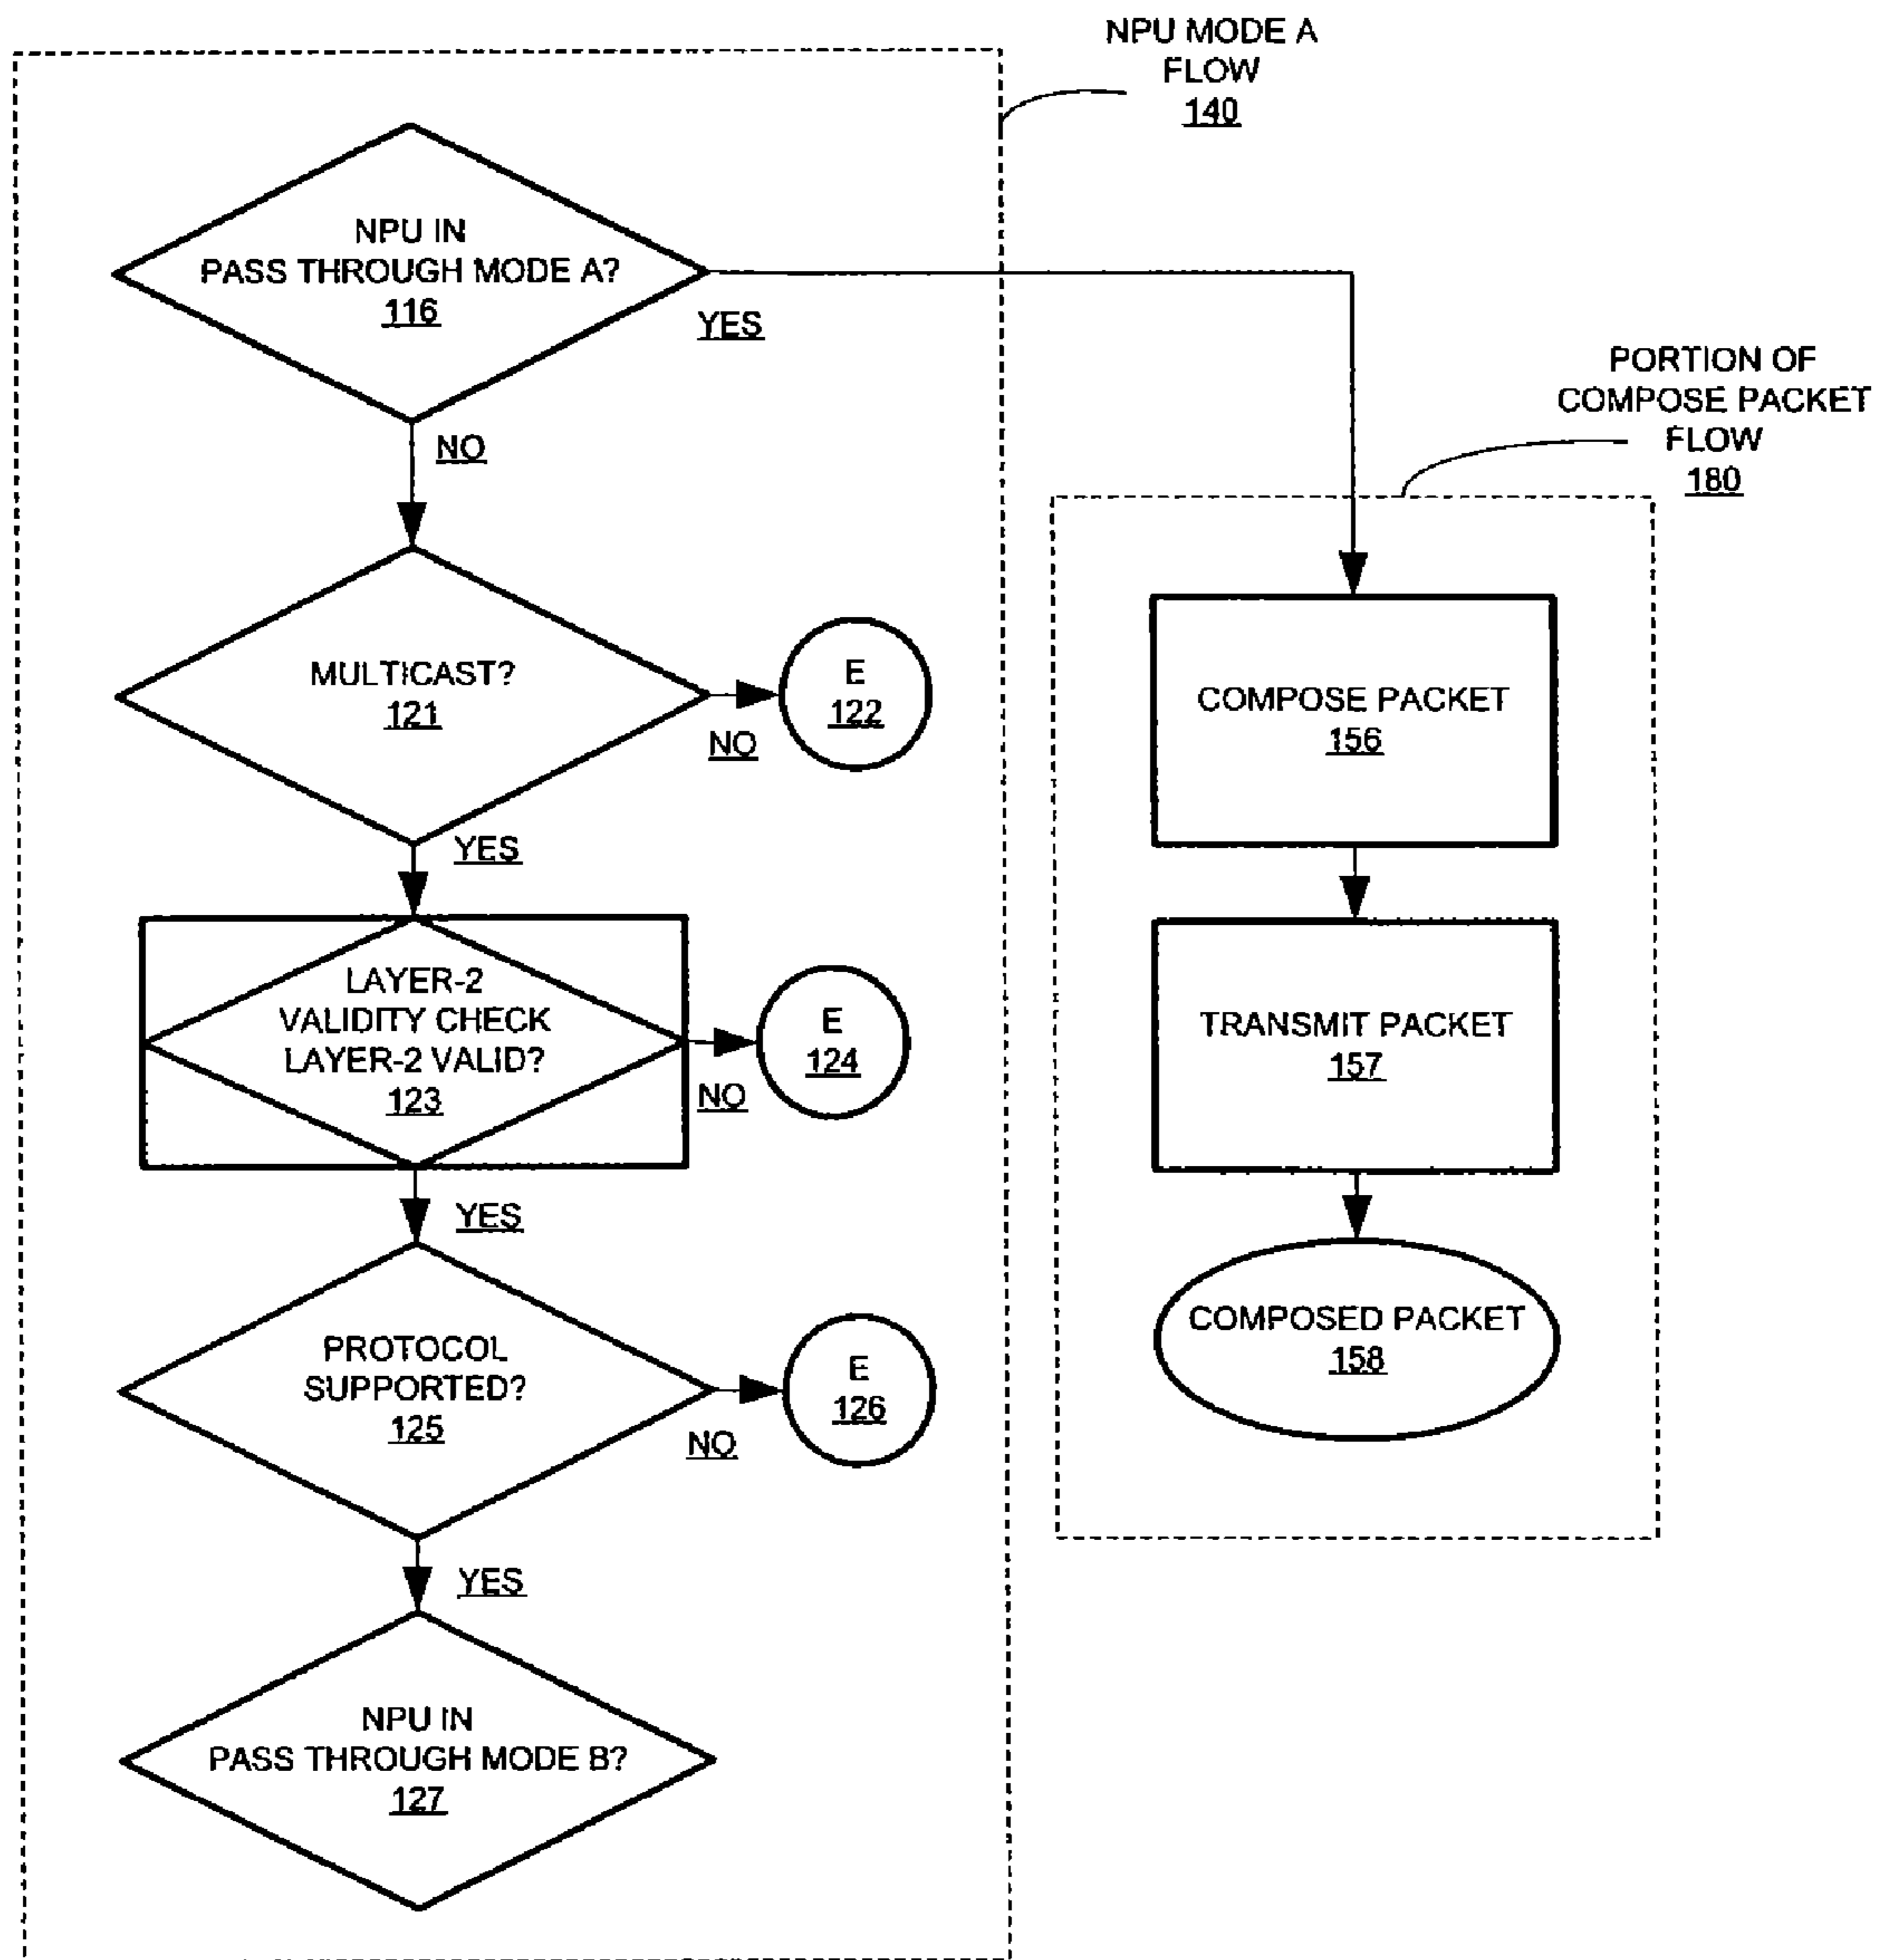 NPU MODE A
FLOW
140
NPU IN
PASS THROUGH MODE A?
116
YES
NO
PORTION OF
COMPOSE PACKET
FLOW
180
MULTICAST?
121
NO
E
122
YES
COMPOSE PACKET
156
LAYER-2
VALIDITY CHECK
LAYER-2 VALID?
123
NO
E
124
YES
TRANSMIT PACKET
157
PROTOCOL
SUPPORTED?
125
NO
E
126
YES
COMPOSED PACKET
158
NPU IN
PASS THROUGH MODE B?
127